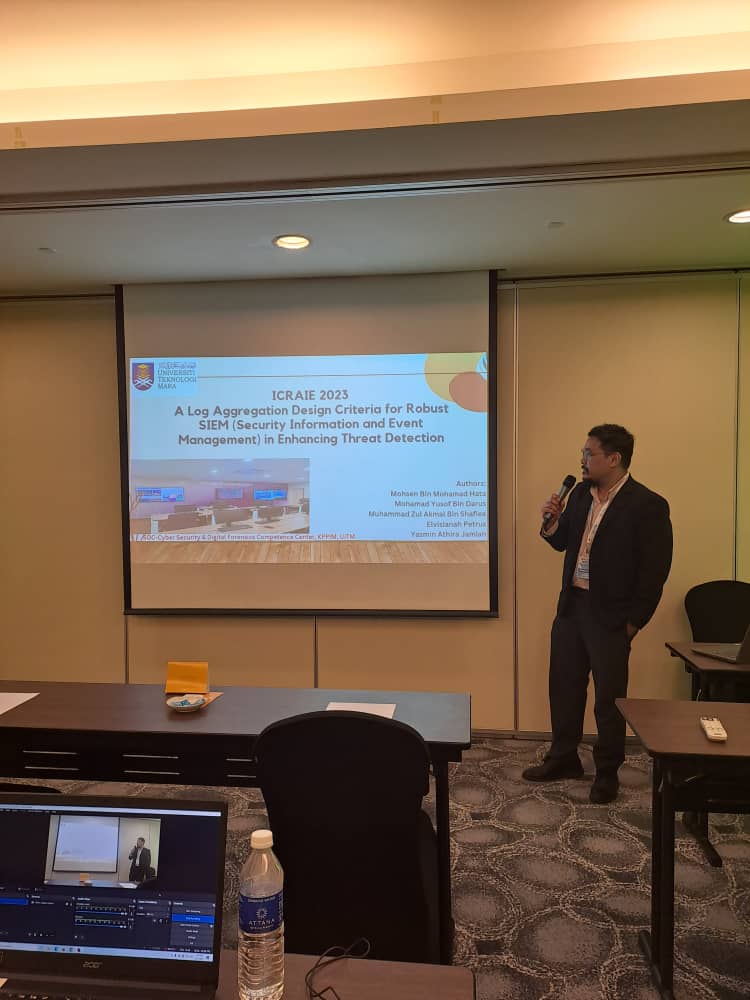 UNIVERSITI
TEKNOLOGI
MARA
ICRAIE 2023
A Log Aggregation Design Criteria for Robust
SIEM (Security Information and Event
Management) in Enhancing Threat Detection
Authors:
Mohsen Bin Mohamad Hata
Mohamad Yusof Bin Darus
Muhammad Zul Akmal Bin Shafiee
Elvislanah Petrus
Yasmin Athira Jamlan
SOC-Cyber Security & Digital Forensics Competence Center, KPPIM, UiTM
acer
ATTANA